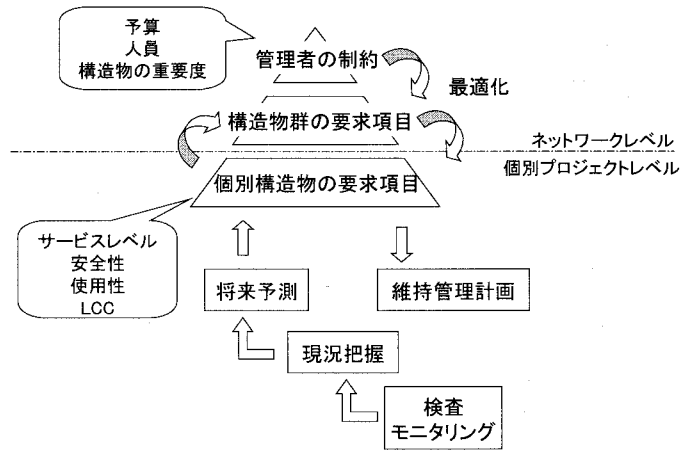 予算
人員
構造物の重要度
管理者の制約
最適化
構造物群の要求項目
ネットワークレベル
個別プロジェクトレベル
個別構造物の要求項目
サービスレベル
安全性
使用性
LCC
将来予測
維持管理計画
現況把握
検査
モニタリング